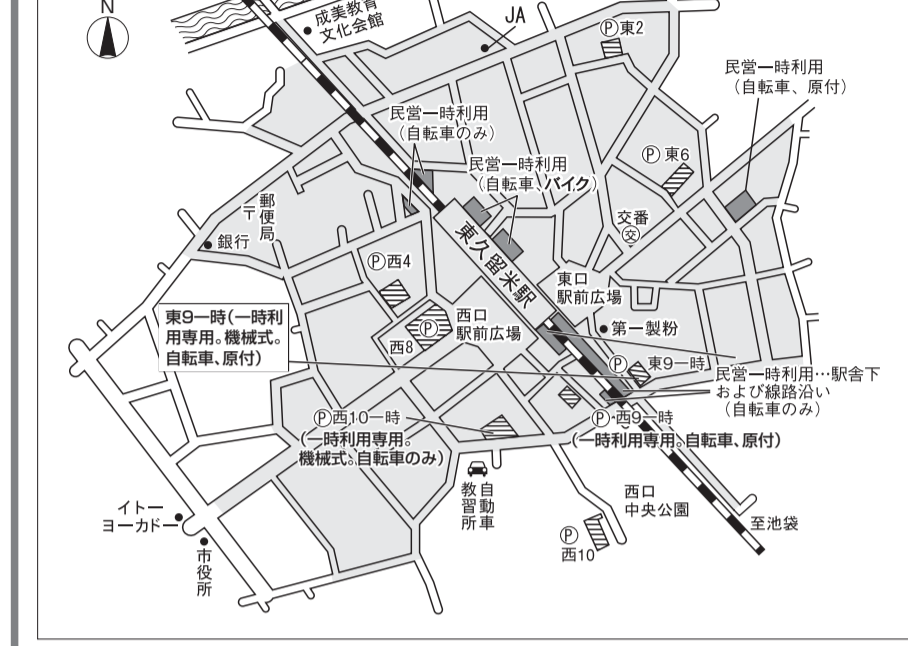 N
成美教育
文化会館
JA
Ⓟ東2
民営一時利用
（自転車、原付）
民営一時利用
（自転車のみ）
民営一時利用
（自転車、バイク）
Ⓟ東6
郵便局
〒
銀行
交番
㊋
Ⓟ西4
東久留米駅
東口
駅前広場
西口
駅前広場
Ⓟ
西8
第一製粉
東9一時(一時利
用専用。機械式。
自転車、原付)
Ⓟ東9一時
民営一時利用…駅舎下
および線路沿い
（自転車のみ）
Ⓟ西10一時
(一時利用専用。
機械式。自転車のみ)
Ⓟ西9一時
(一時利用専用。自転車、原付)
自動車
教習所
西口
中央公園
イトー
ヨーカドー
市役所
Ⓟ
西10
至池袋